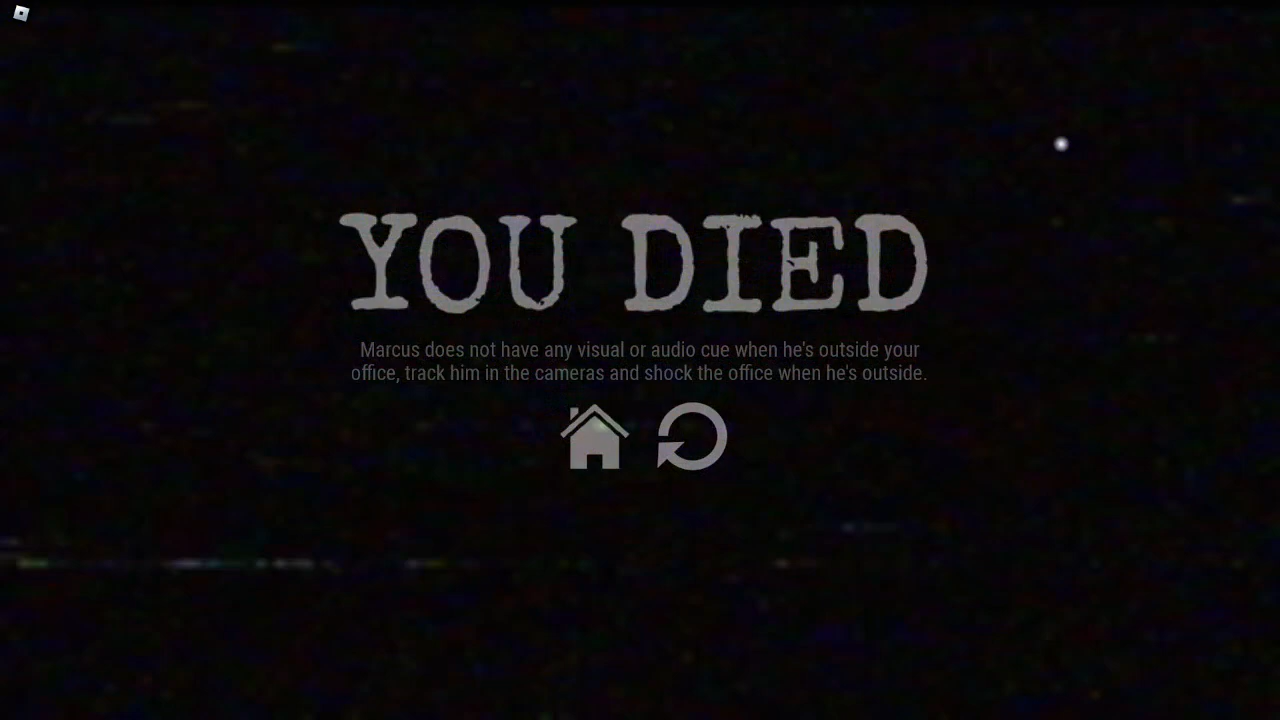 YOU DIED
Marcus does not have any visual or audio cue when he's outside your
office, track him in the cameras and shock the office when he's outside.